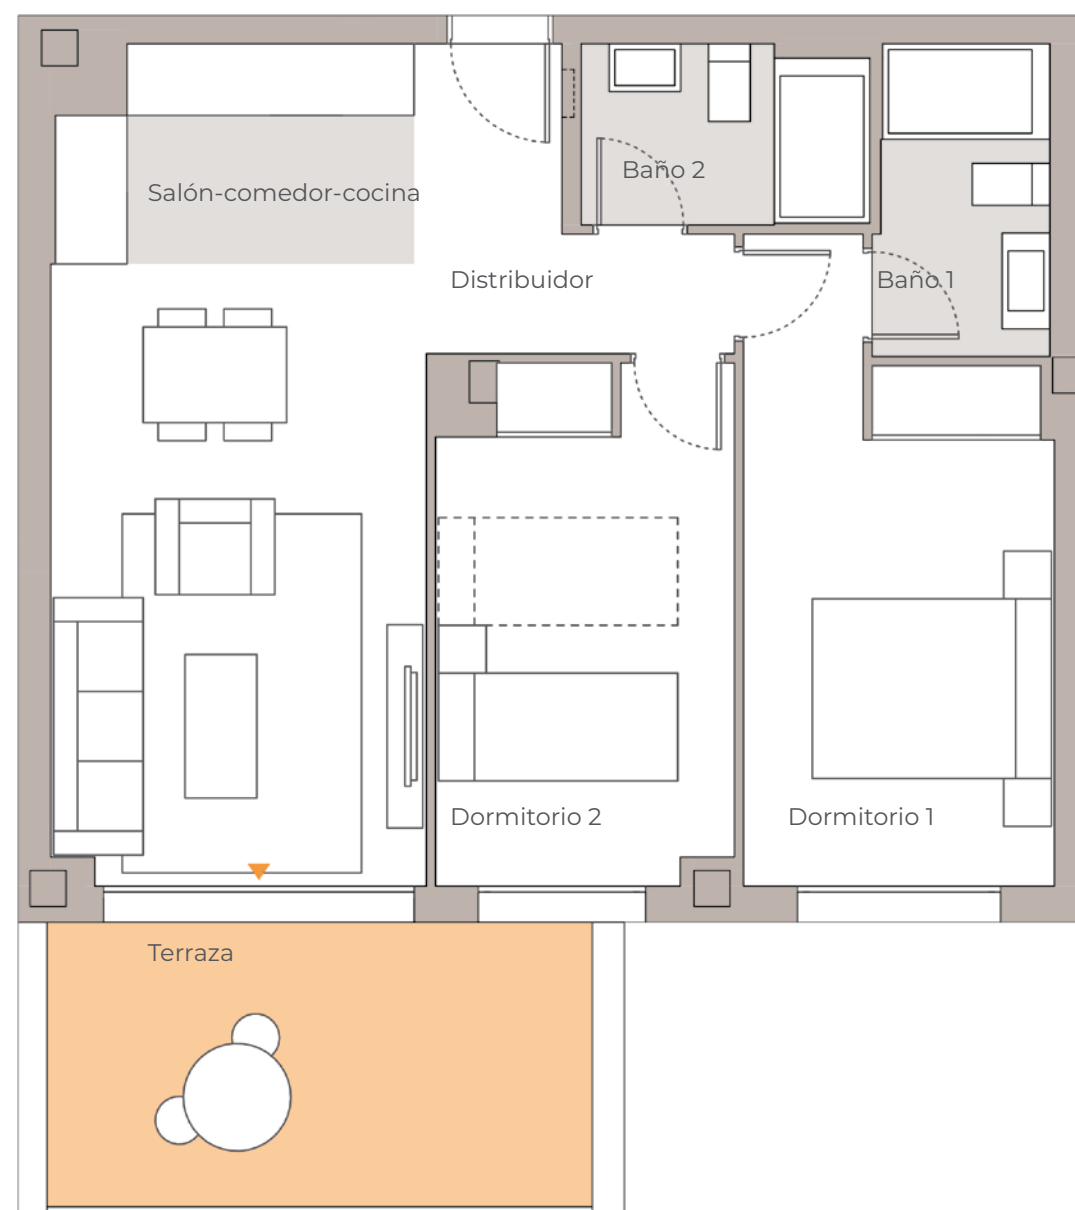 Baño 2
Salón-comedor-cocina
Distribuidor
Baño 1
Dormitorio 2
Dormitorio 1
Terraza